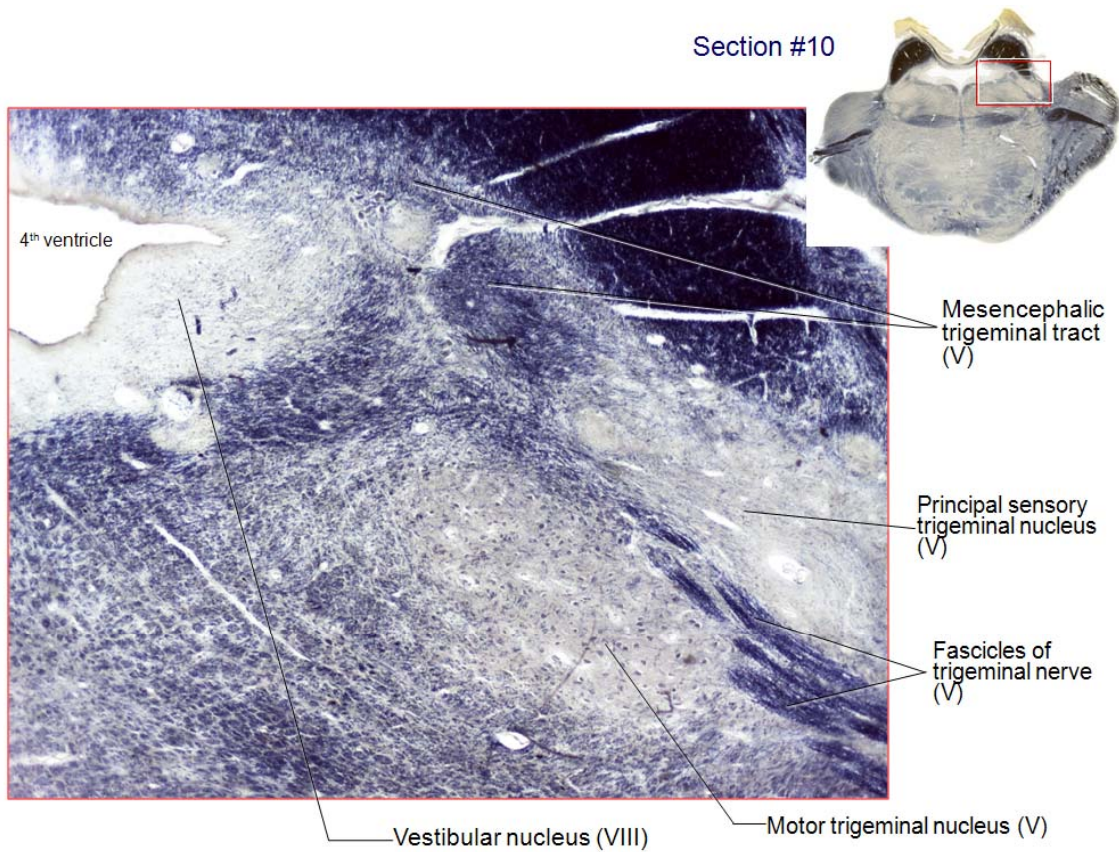 Section #10
4th ventricle
Mesencephalic
trigeminal tract
(V)
Principal sensory
trigeminal nucleus
(V)
Fascicles of
trigeminal nerve
(V)
Motor trigeminal nucleus (V)
Vestibular nucleus (VIII)